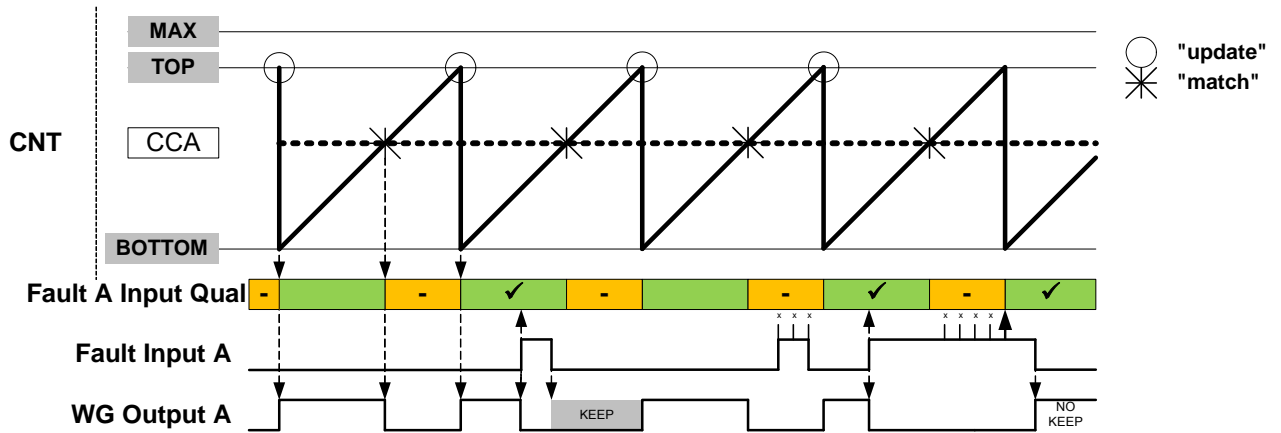 MAX
TOP
"update"
"match"
CNT
CCA
BOTTOM
Fault A Input Qual
- - ✓ - - ✓ - ✓
x x x x x x x
Fault Input A
WG Output A
KEEP
NO
KEEP